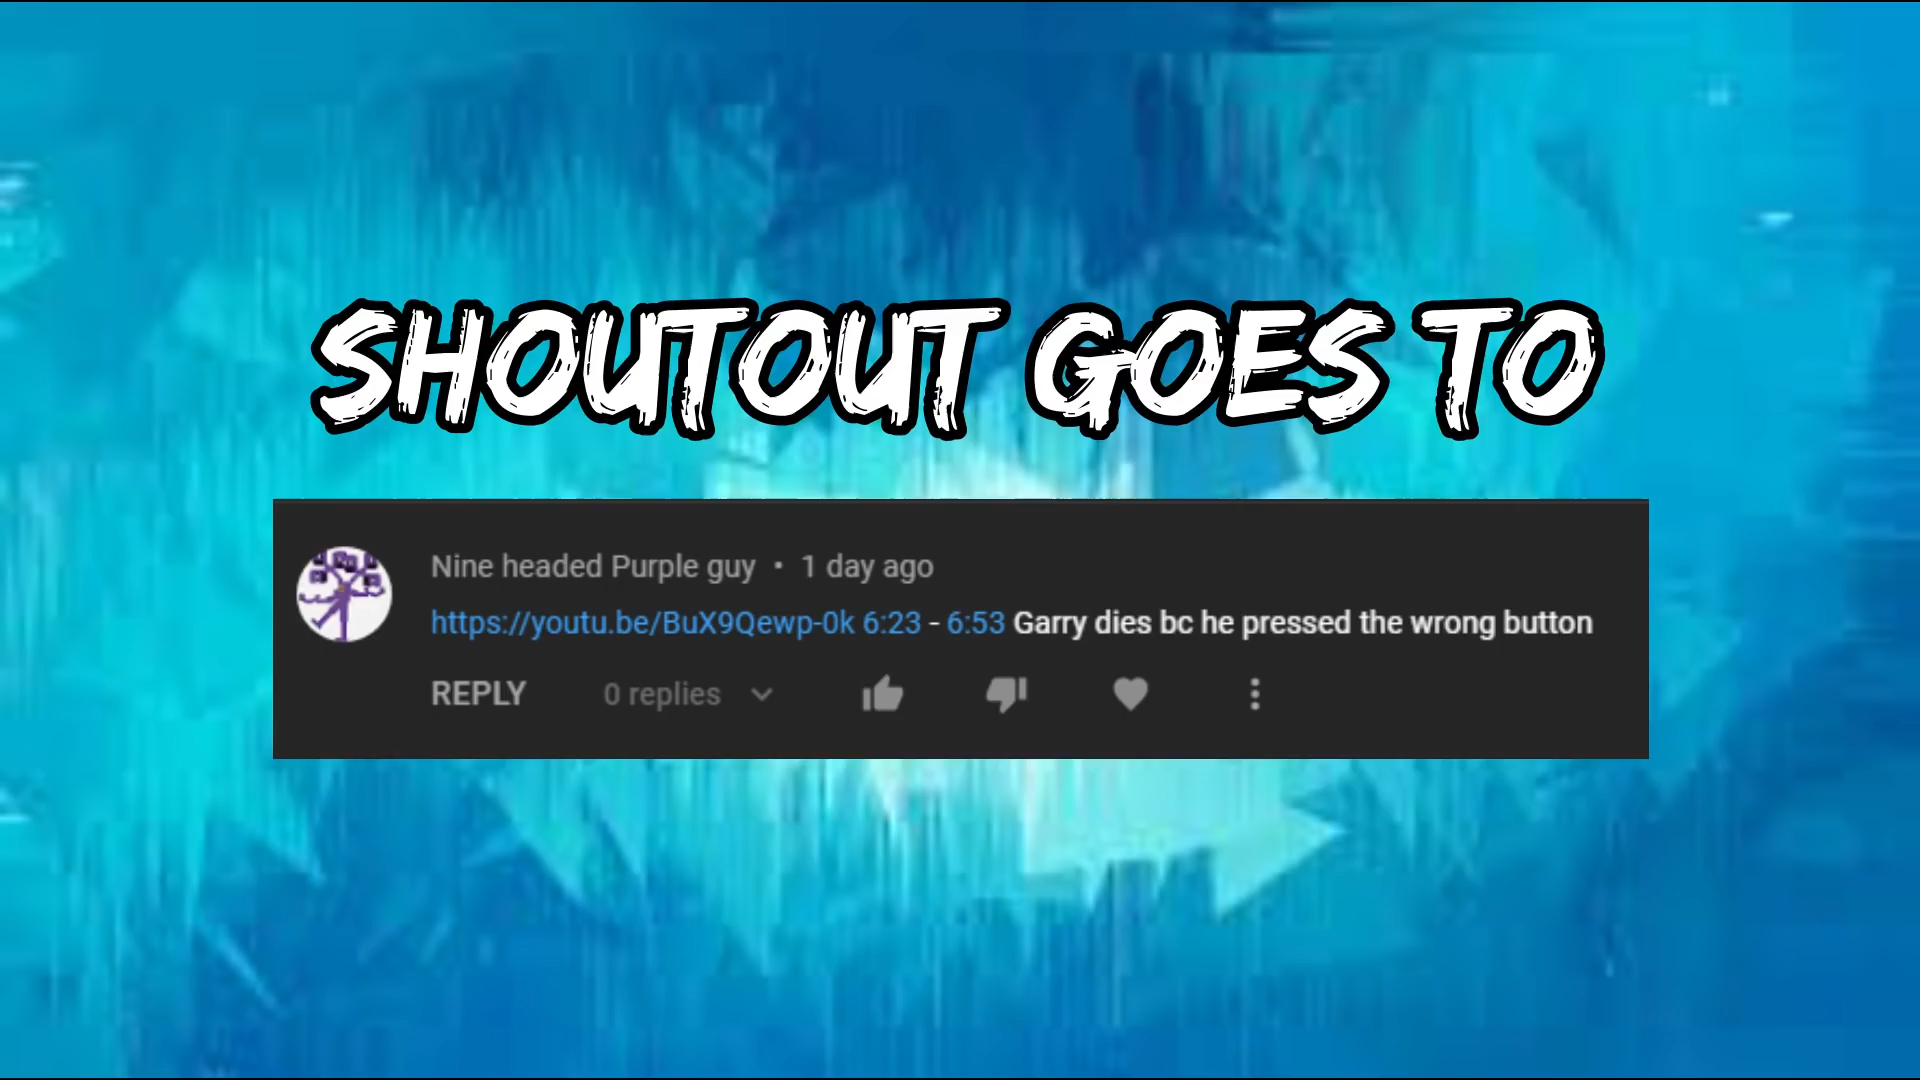 SHOUTOUT GOES TO
Nine headed Purple guy • 1 day ago
https://youtu.be/BuX9Qewp-0k 6:23 - 6:53 Garry dies bc he pressed the wrong button
REPLY 0 replies